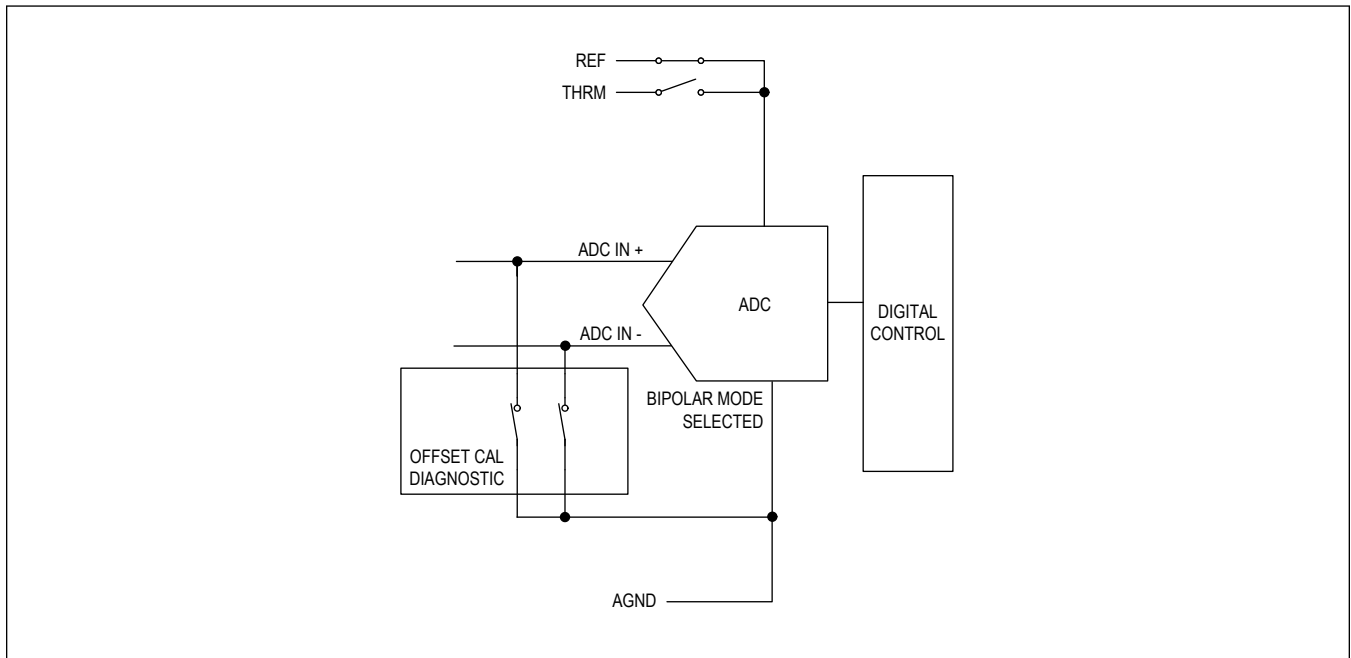 REF
THRM
ADC IN +
ADC
DIGITAL
CONTROL
ADC IN -
BIPOLAR MODE
SELECTED
OFFSET CAL
DIAGNOSTIC
AGND